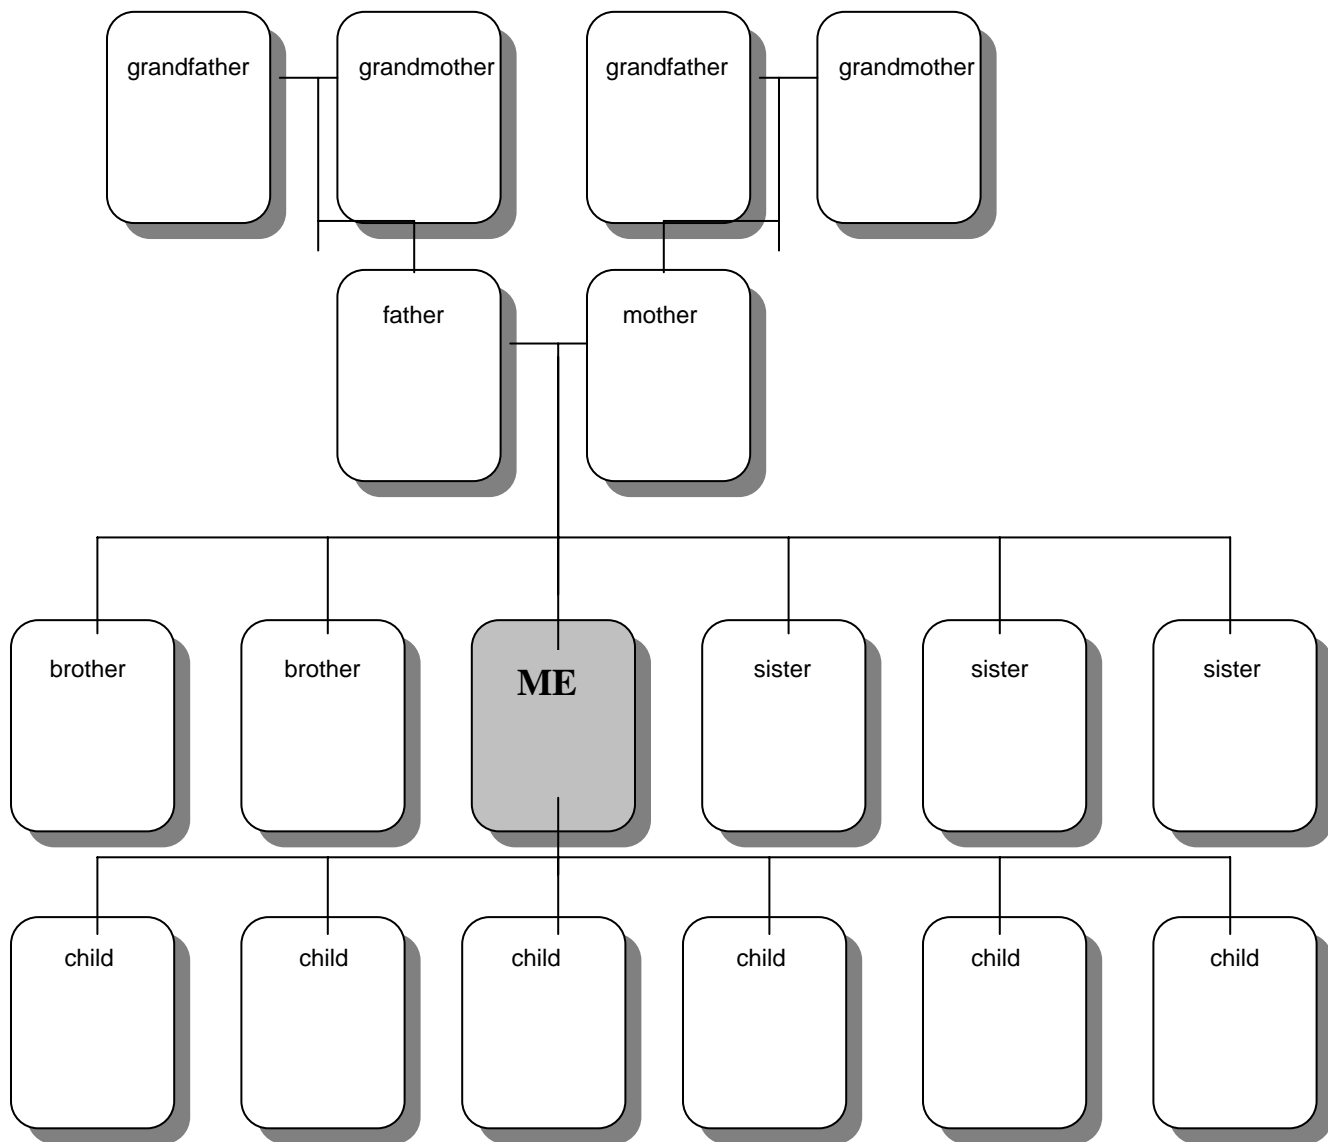 grandfather grandmother grandfather grandmother
father mother
brother brother ME sister sister sister
child child child child child child